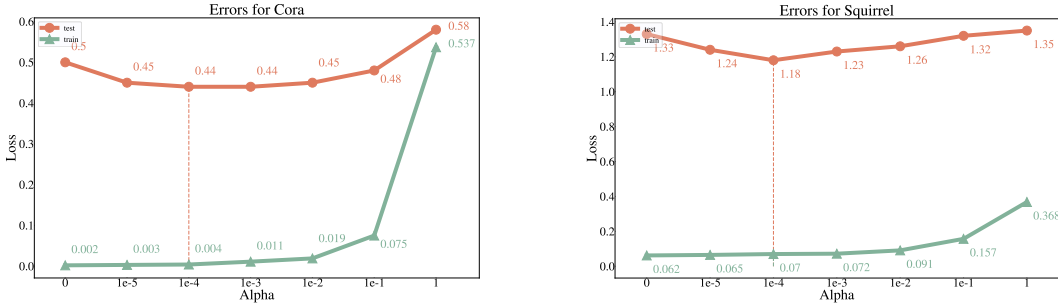 Errors for Cora
test
train
Loss
0.6
0.5
0.4
0.3
0.2
0.1
0.0
0.5
0.45
0.44
0.44
0.45
0.48
0.58
0.537
0.002
0.003
0.004
0.011
0.019
0.075
0
1e-5
1e-4
1e-3
1e-2
1e-1
1
Alpha
Errors for Squirrel
test
train
Loss
1.4
1.2
1.0
0.8
0.6
0.4
0.2
0.0
1.33
1.24
1.18
1.23
1.26
1.32
1.35
0.062
0.065
0.07
0.072
0.091
0.157
0.368
0
1e-5
1e-4
1e-3
1e-2
1e-1
1
Alpha